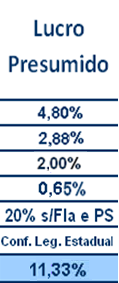 Lucro
Presumido
4,80%
2,88%
2,00%
0,65%
20% s/Fla e PS
Conf. Leg. Estadual
11,33%